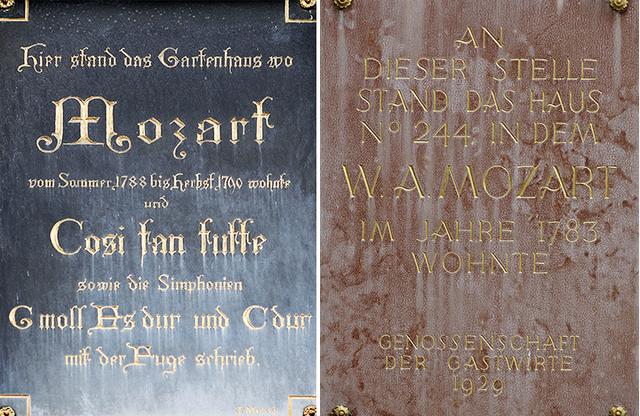 Hier stand das Gartenhaus wo
Mozart
vom Sommer 1788 bis Herbst 1790 wohnte
und
Cosi fan tutte
sowie die Simphonien
G moll Es dur und C dur
mit der Fuge schrieb.
AN
DIESER STELLE
STAND DAS HAUS
Nº 244, IN DEM
W. A. MOZART
IM JAHRE 1783
WOHNTE
GENOSSENSCHAFT
DER GASTWIRTE
1929